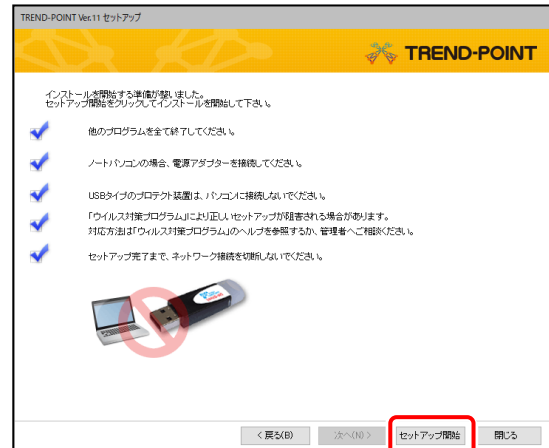 TREND-POINT Ver.11 セットアップ
TREND-POINT
インストールを開始する準備が整いました。
セットアップ開始をクリックしてインストールを開始して下さい。
他のプログラムを全て終了してください。
ノートパソコンの場合、電源アダプターを接続してください。
USBタイプのプロテクト装置は、パソコンに接続しないでください。
「ウイルス対策プログラム」により正しいセットアップが阻害される場合があります。
対応方法は「ウイルス対策プログラム」のヘルプを参照するか、管理者へご相談ください。
セットアップ完了まで、ネットワーク接続を切断しないでください。
< 戻る(B) 次へ(N) > セットアップ開始 閉じる